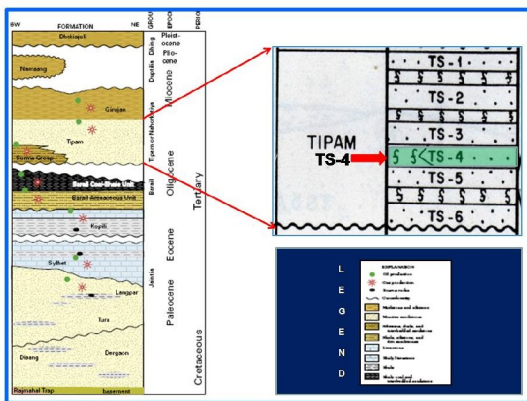 SW FORMATION NE
GROUP
EPOCH
PERIOD
Dhekiajuli
Namsang
Girujan
Tipam
Surma Group
Barail Coal-Shale Unit
Barail Arenaceous Unit
Kopili
Sylhet
Langpar
Tura
Disang Dergaon
Rajmahal Trap basement
Dihing
Dupitila
Barail
Jaintia
Pleist-
ocene
Plio-
cene
Miocene
Oligocene
Eocene
Paleocene
Tertiary
Cretaceous
TS-1
TS-2
TS-3
TIPAM
TS-4
TS-4
TS-5
TS-6
LEGEND
EXPLANATION
Oil production
Gas production
Source rocks
Unconformity